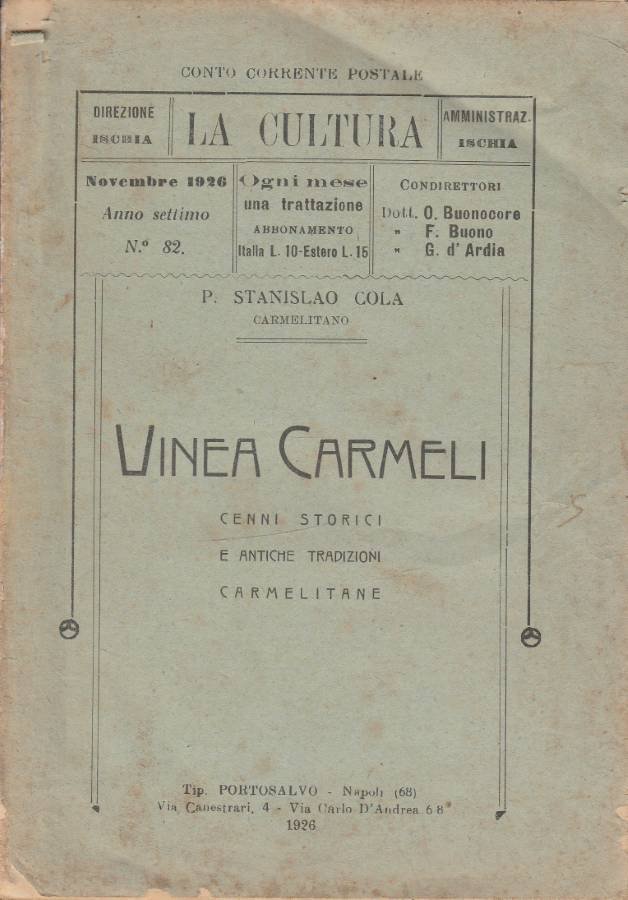 CONTO CORRENTE POSTALE
DIREZIONE
ISCHIA
LA CULTURA
AMMINISTRAZ.
ISCHIA
Novembre 1926
Anno settimo
N.º 82.
Ogni mese
una trattazione
ABBONAMENTO
Italia L. 10-Estero L. 15
CONDIRETTORI
Dott. O. Buonocore
" F. Buono
" G. d'Ardia
P. STANISLAO COLA
CARMELITANO
VINEA CARMELI
CENNI STORICI
E ANTICHE TRADIZIONI
CARMELITANE
Tip. PORTOSALVO - Napoli (68)
Via Canestrari, 4 - Via Carlo D'Andrea 6 8
1926